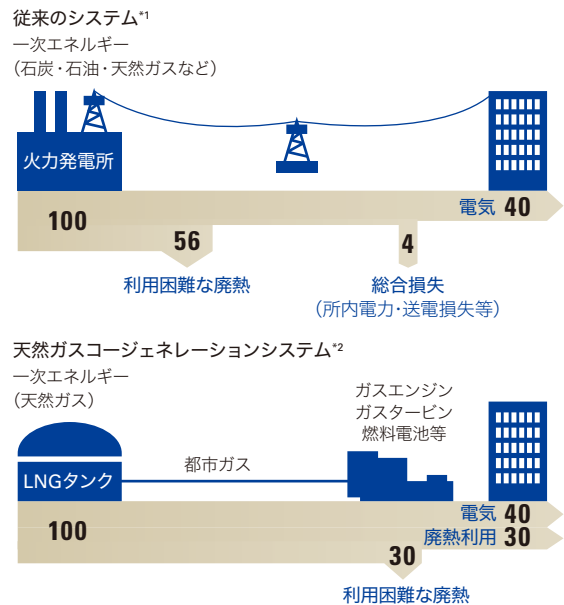 従来のシステム*1
一次エネルギー
（石炭・石油・天然ガスなど）
火力発電所
電気 40
100
56
4
利用困難な廃熱
総合損失
（所内電力・送電損失等）
天然ガスコージェネレーションシステム*2
一次エネルギー
（天然ガス）
ガスエンジン
ガスタービン
燃料電池等
都市ガス
LNGタンク
電気 40
100
廃熱利用 30
30
利用困難な廃熱